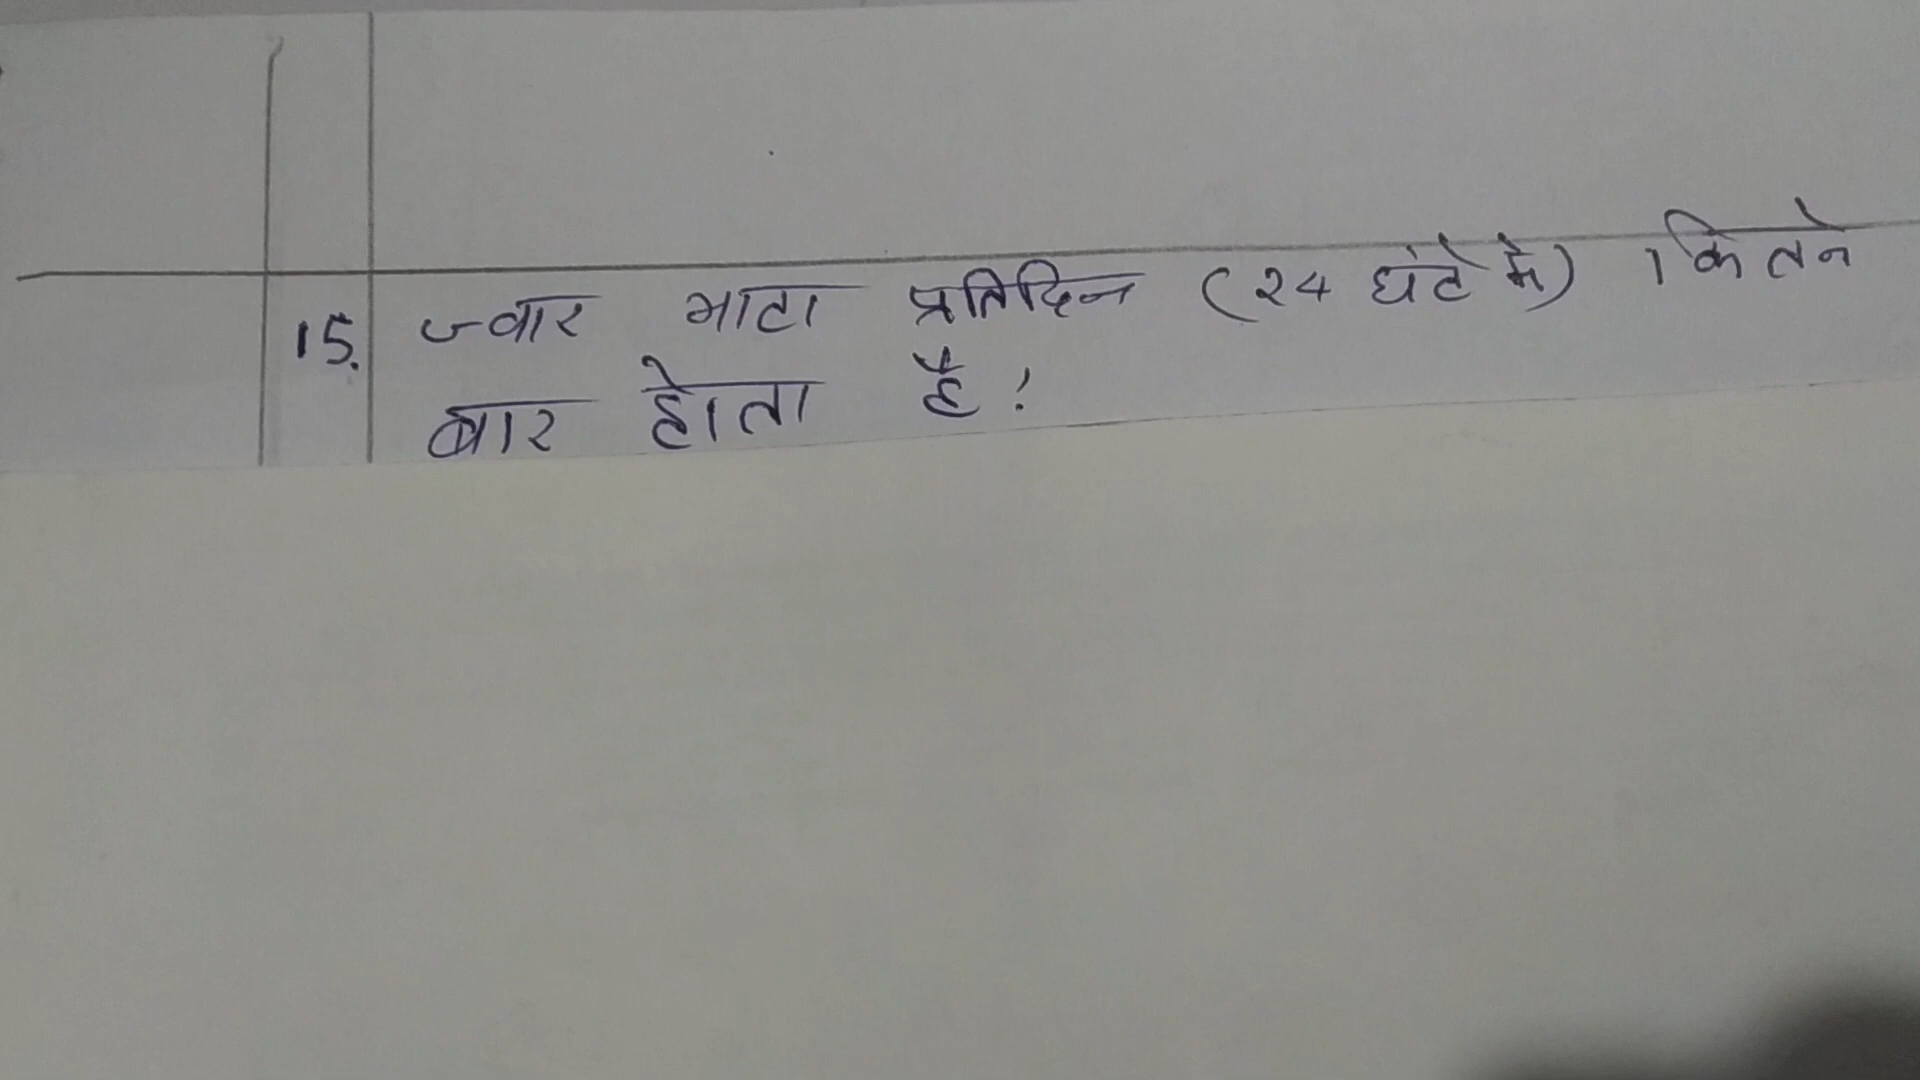 15. ज्वार भाटा प्रतिदिन (24 घंटे में) कितने
बार होता है?